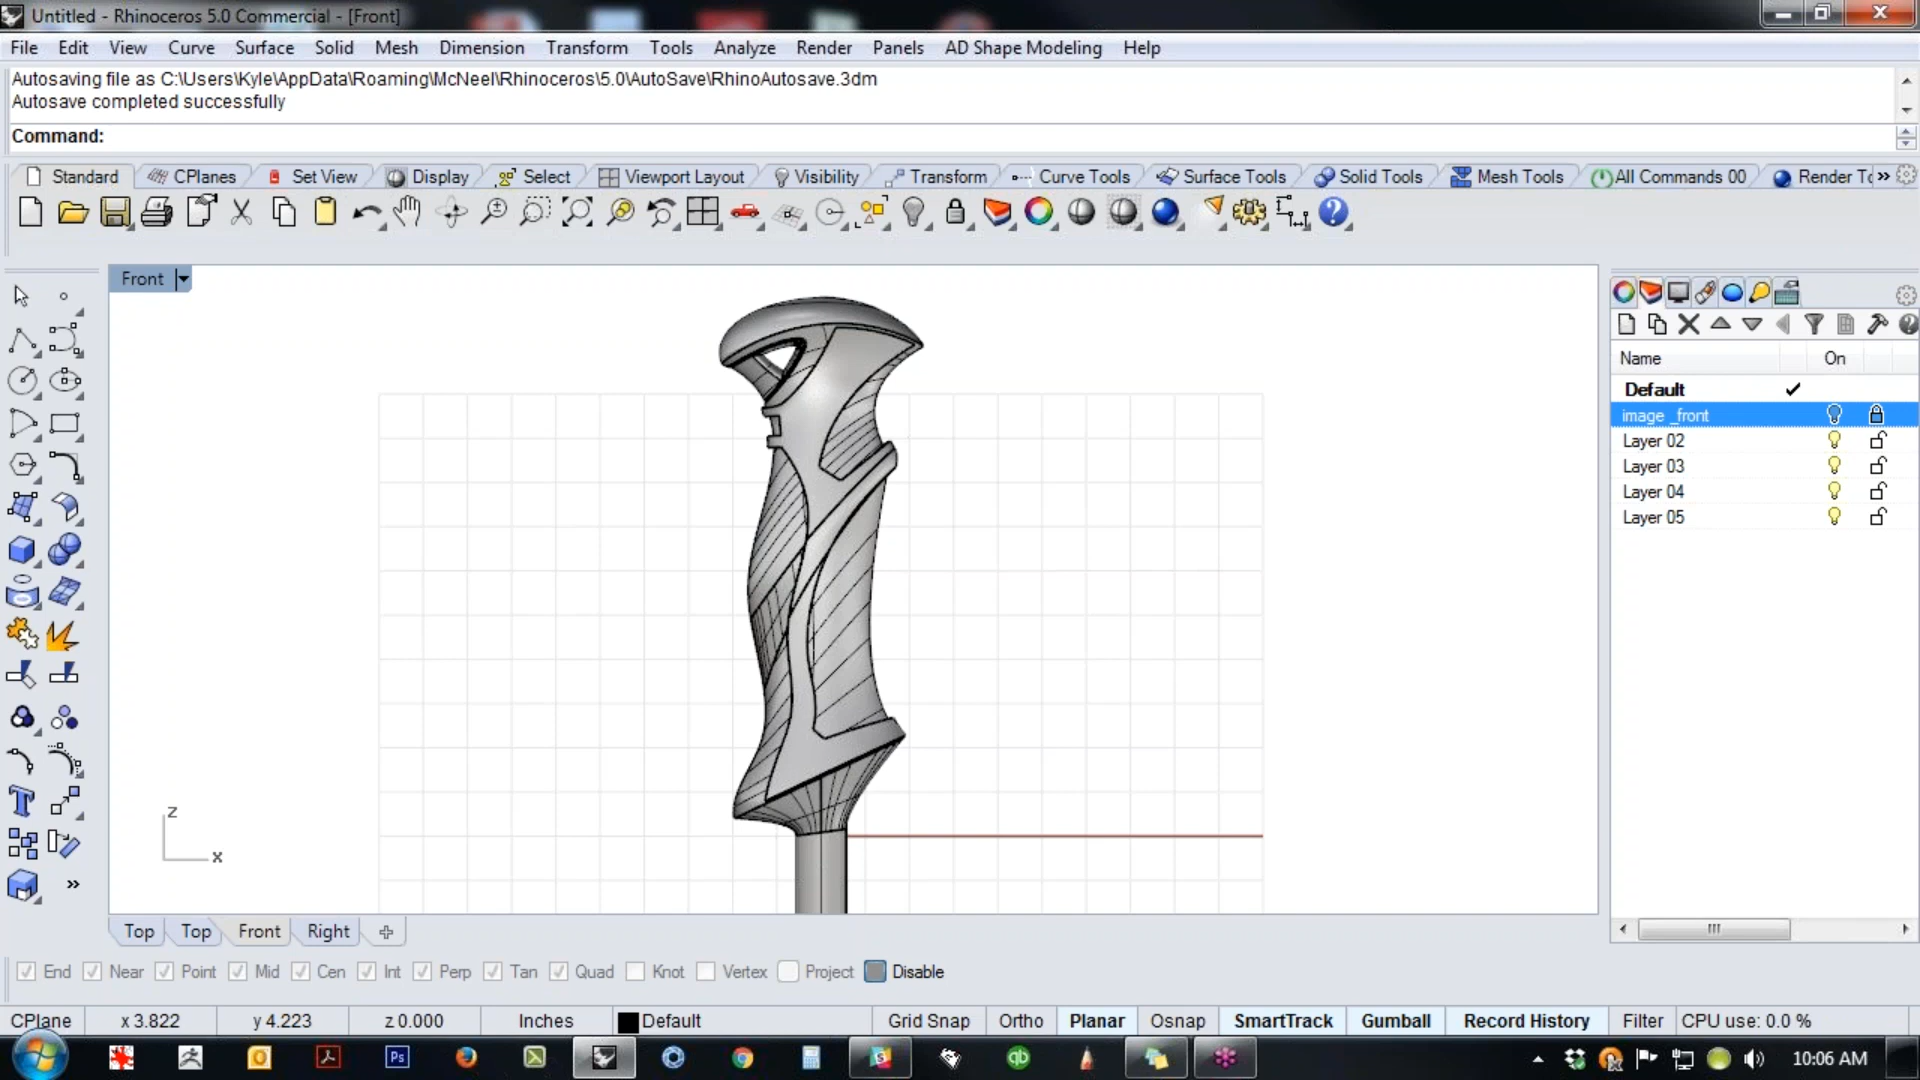 Untitled - Rhinoceros 5.0 Commercial - [Front]
File Edit View Curve Surface Solid Mesh Dimension Transform Tools Analyze Render Panels AD Shape Modeling Help
Autosaving file as C:\Users\Kyle\AppData\Roaming\McNeel\Rhinoceros\5.0\AutoSave\RhinoAutosave.3dm
Autosave completed successfully
Command:
Standard CPlanes Set View Display Select Viewport Layout Visibility Transform Curve Tools Surface Tools Solid Tools Mesh Tools All Commands 00 Render To »
Front
Name On
Default
image _front
Layer 02
Layer 03
Layer 04
Layer 05
z
x
Top Top Front Right
End Near Point Mid Cen Int Perp Tan Quad Knot Vertex Project Disable
CPlane x 3.822 y 4.223 z 0.000 Inches Default Grid Snap Ortho Planar Osnap SmartTrack Gumball Record History Filter CPU use: 0.0 %
Ps qb 10:06 AM